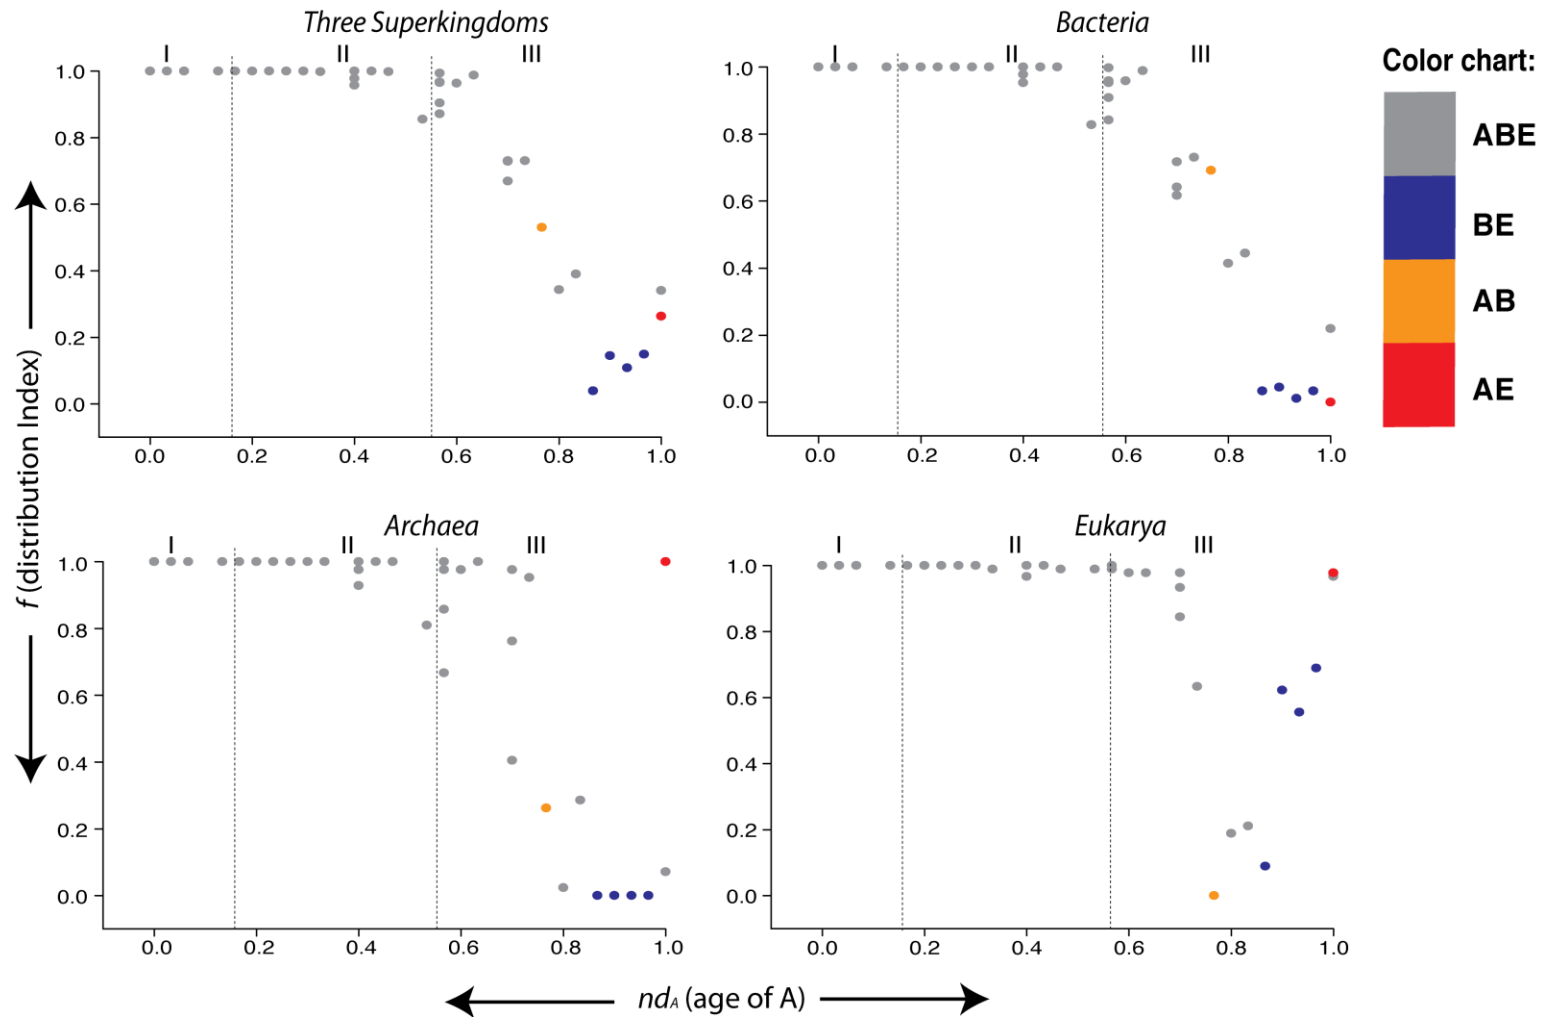 Three Superkingdoms
I II III
1.0
0.8
0.6
0.4
0.2
0.0
0.0 0.2 0.4 0.6 0.8 1.0
Bacteria
I II III
1.0
0.8
0.6
0.4
0.2
0.0
0.0 0.2 0.4 0.6 0.8 1.0
Color chart:
ABE
BE
AB
AE
f (distribution Index)
Archaea
I II III
1.0
0.8
0.6
0.4
0.2
0.0
0.0 0.2 0.4 0.6 0.8 1.0
Eukarya
I II III
1.0
0.8
0.6
0.4
0.2
0.0
0.0 0.2 0.4 0.6 0.8 1.0
ndA (age of A)